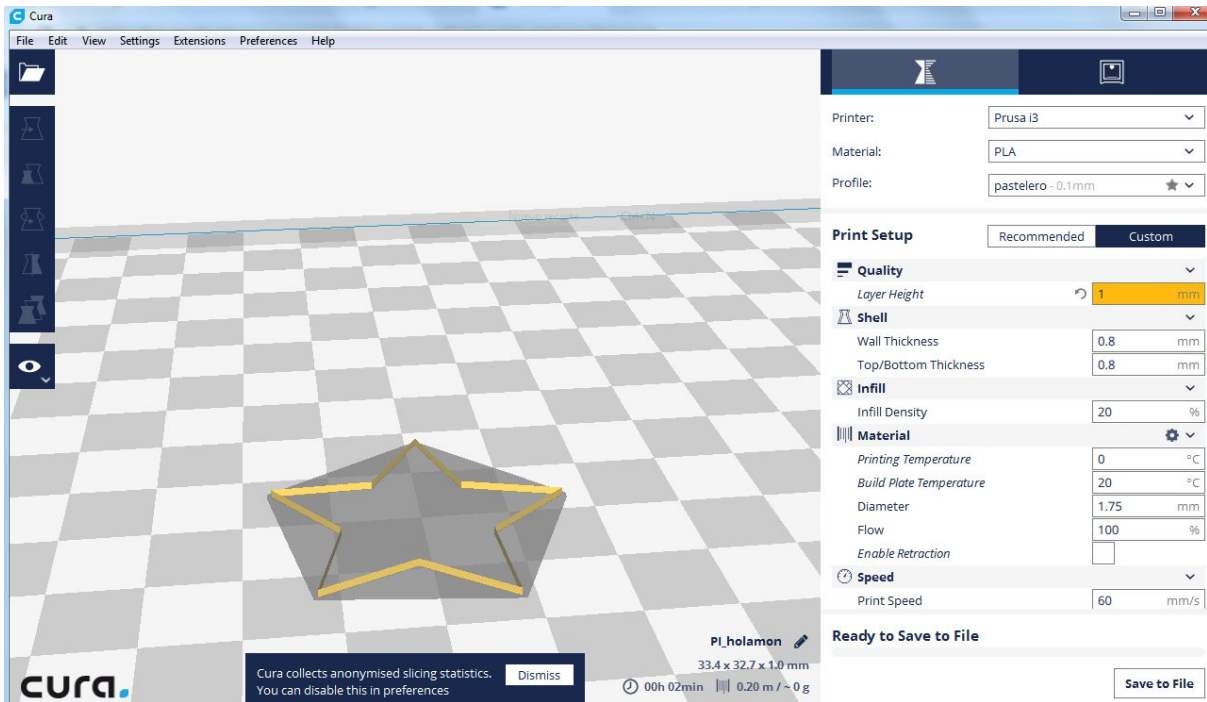 Cura
File Edit View Settings Extensions Preferences Help
Printer: Prusa i3
Material: PLA
Profile: pastelero - 0.1mm
Print Setup Recommended Custom
Quality
Layer Height 1 mm
Shell
Wall Thickness 0.8 mm
Top/Bottom Thickness 0.8 mm
Infill
Infill Density 20 %
Material
Printing Temperature 0 °C
Build Plate Temperature 20 °C
Diameter 1.75 mm
Flow 100 %
Enable Retraction
Speed
Print Speed 60 mm/s
Ready to Save to File
PI_holamon
33.4 x 32.7 x 1.0 mm
00h 02min 0.20 m / ~ 0 g
Cura collects anonymised slicing statistics.
You can disable this in preferences
Dismiss
cura.
Save to File